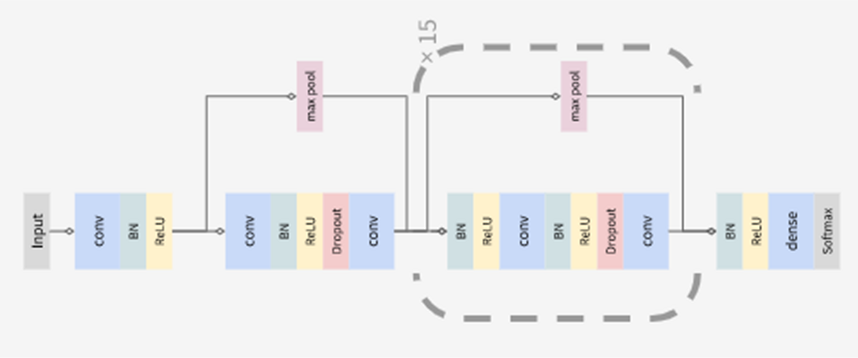 × 15
max pool
max pool
Input
conv
BN
ReLU
conv
BN
ReLU
Dropout
conv
BN
ReLU
conv
BN
ReLU
Dropout
conv
BN
ReLU
dense
Softmax